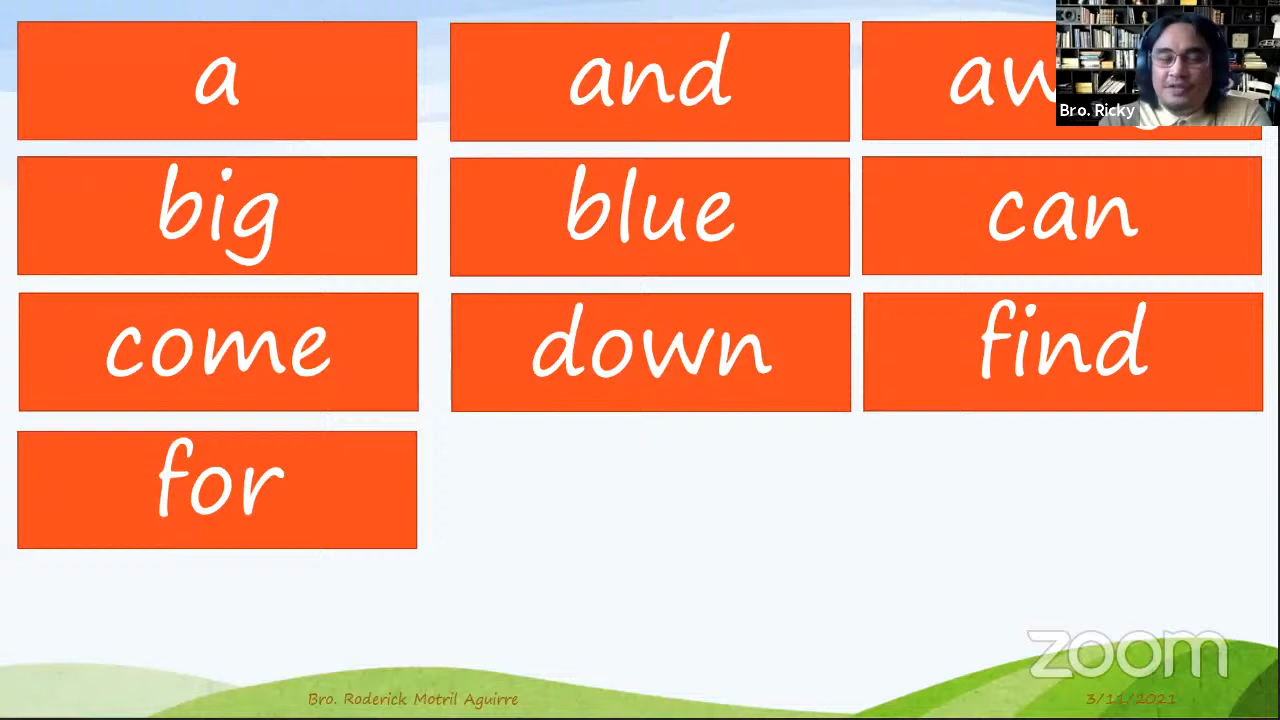 a
and
big
blue
can
come
down
find
for
Bro. Ricky
zoom
Bro. Roderick Motril Aguirre
3/11/2021